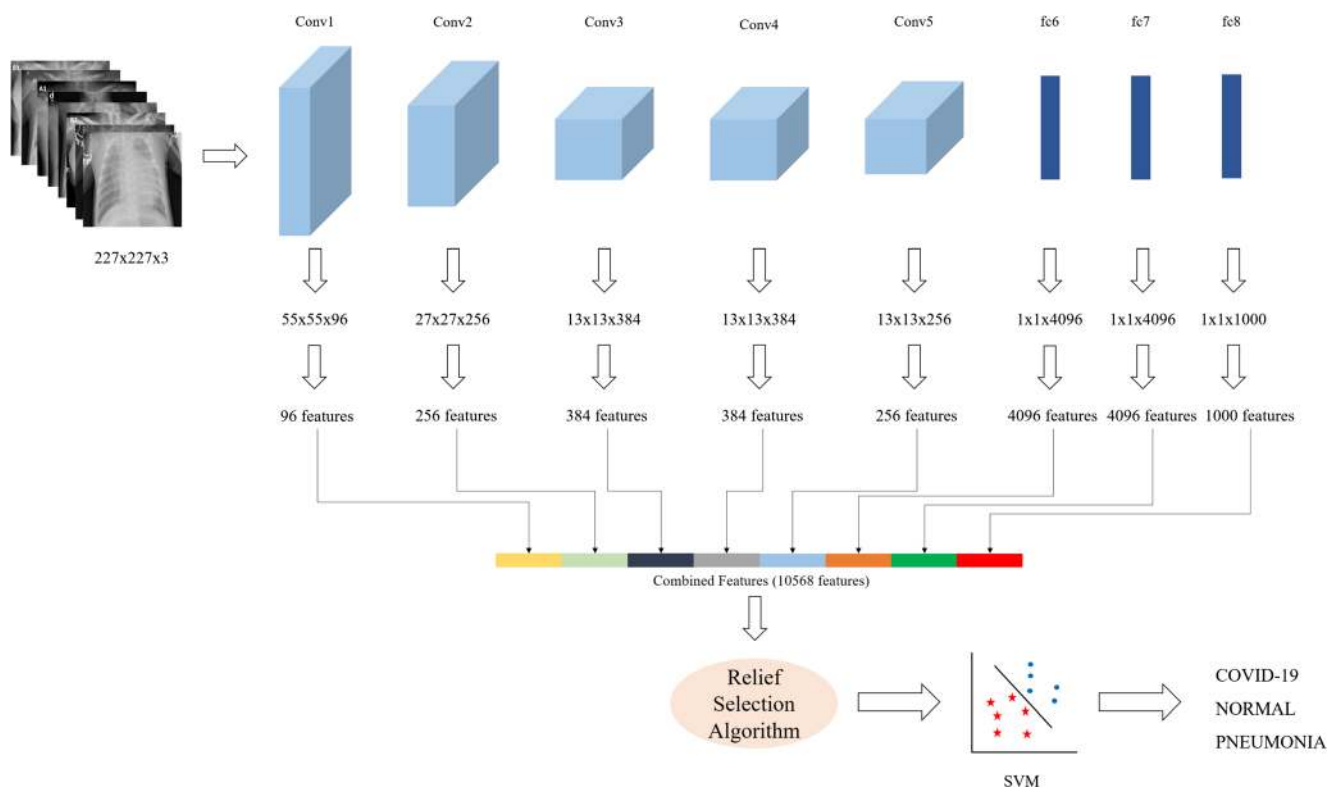 Conv1 Conv2 Conv3 Conv4 Conv5 fc6 fc7 fc8
227x227x3
55x55x96 27x27x256 13x13x384 13x13x384 13x13x256 1x1x4096 1x1x4096 1x1x1000
96 features 256 features 384 features 384 features 256 features 4096 features 4096 features 1000 features
Combined Features (10568 features)
Relief
Selection
Algorithm
SVM
COVID-19
NORMAL
PNEUMONIA